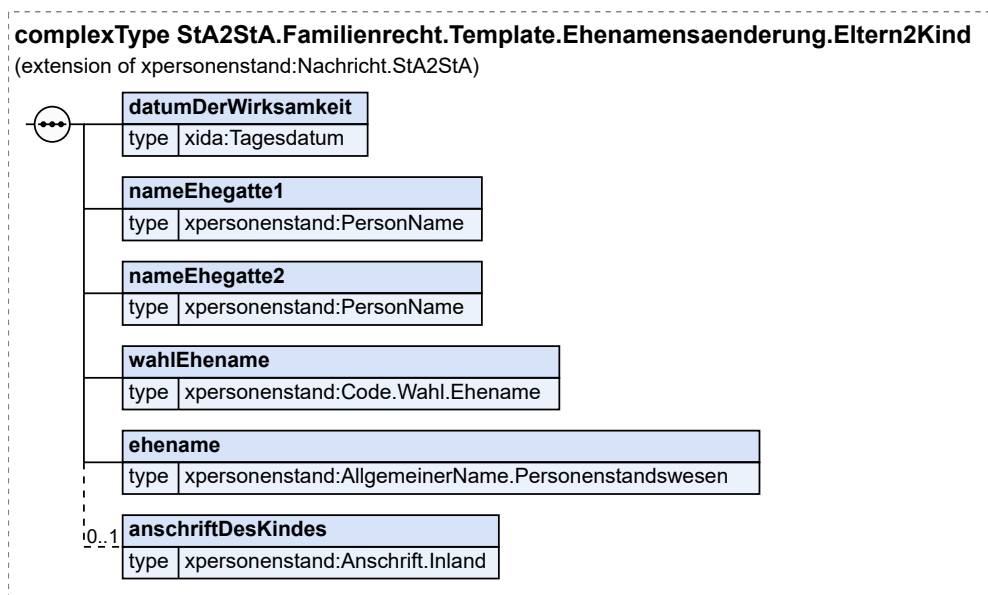 complexType StA2StA.Familienrecht.Template.Ehenamensaenderung.Eltern2Kind
(extension of xpersonenstand:Nachricht.StA2StA)
datumDerWirksamkeit
type xida:Tagesdatum
nameEhegatte1
type xpersonenstand:PersonName
nameEhegatte2
type xpersonenstand:PersonName
wahlEhename
type xpersonenstand:Code.Wahl.Ehename
ehename
type xpersonenstand:AllgemeinerName.Personenstandswesen
0..1 anschriftDesKindes
type xpersonenstand:Anschrift.Inland